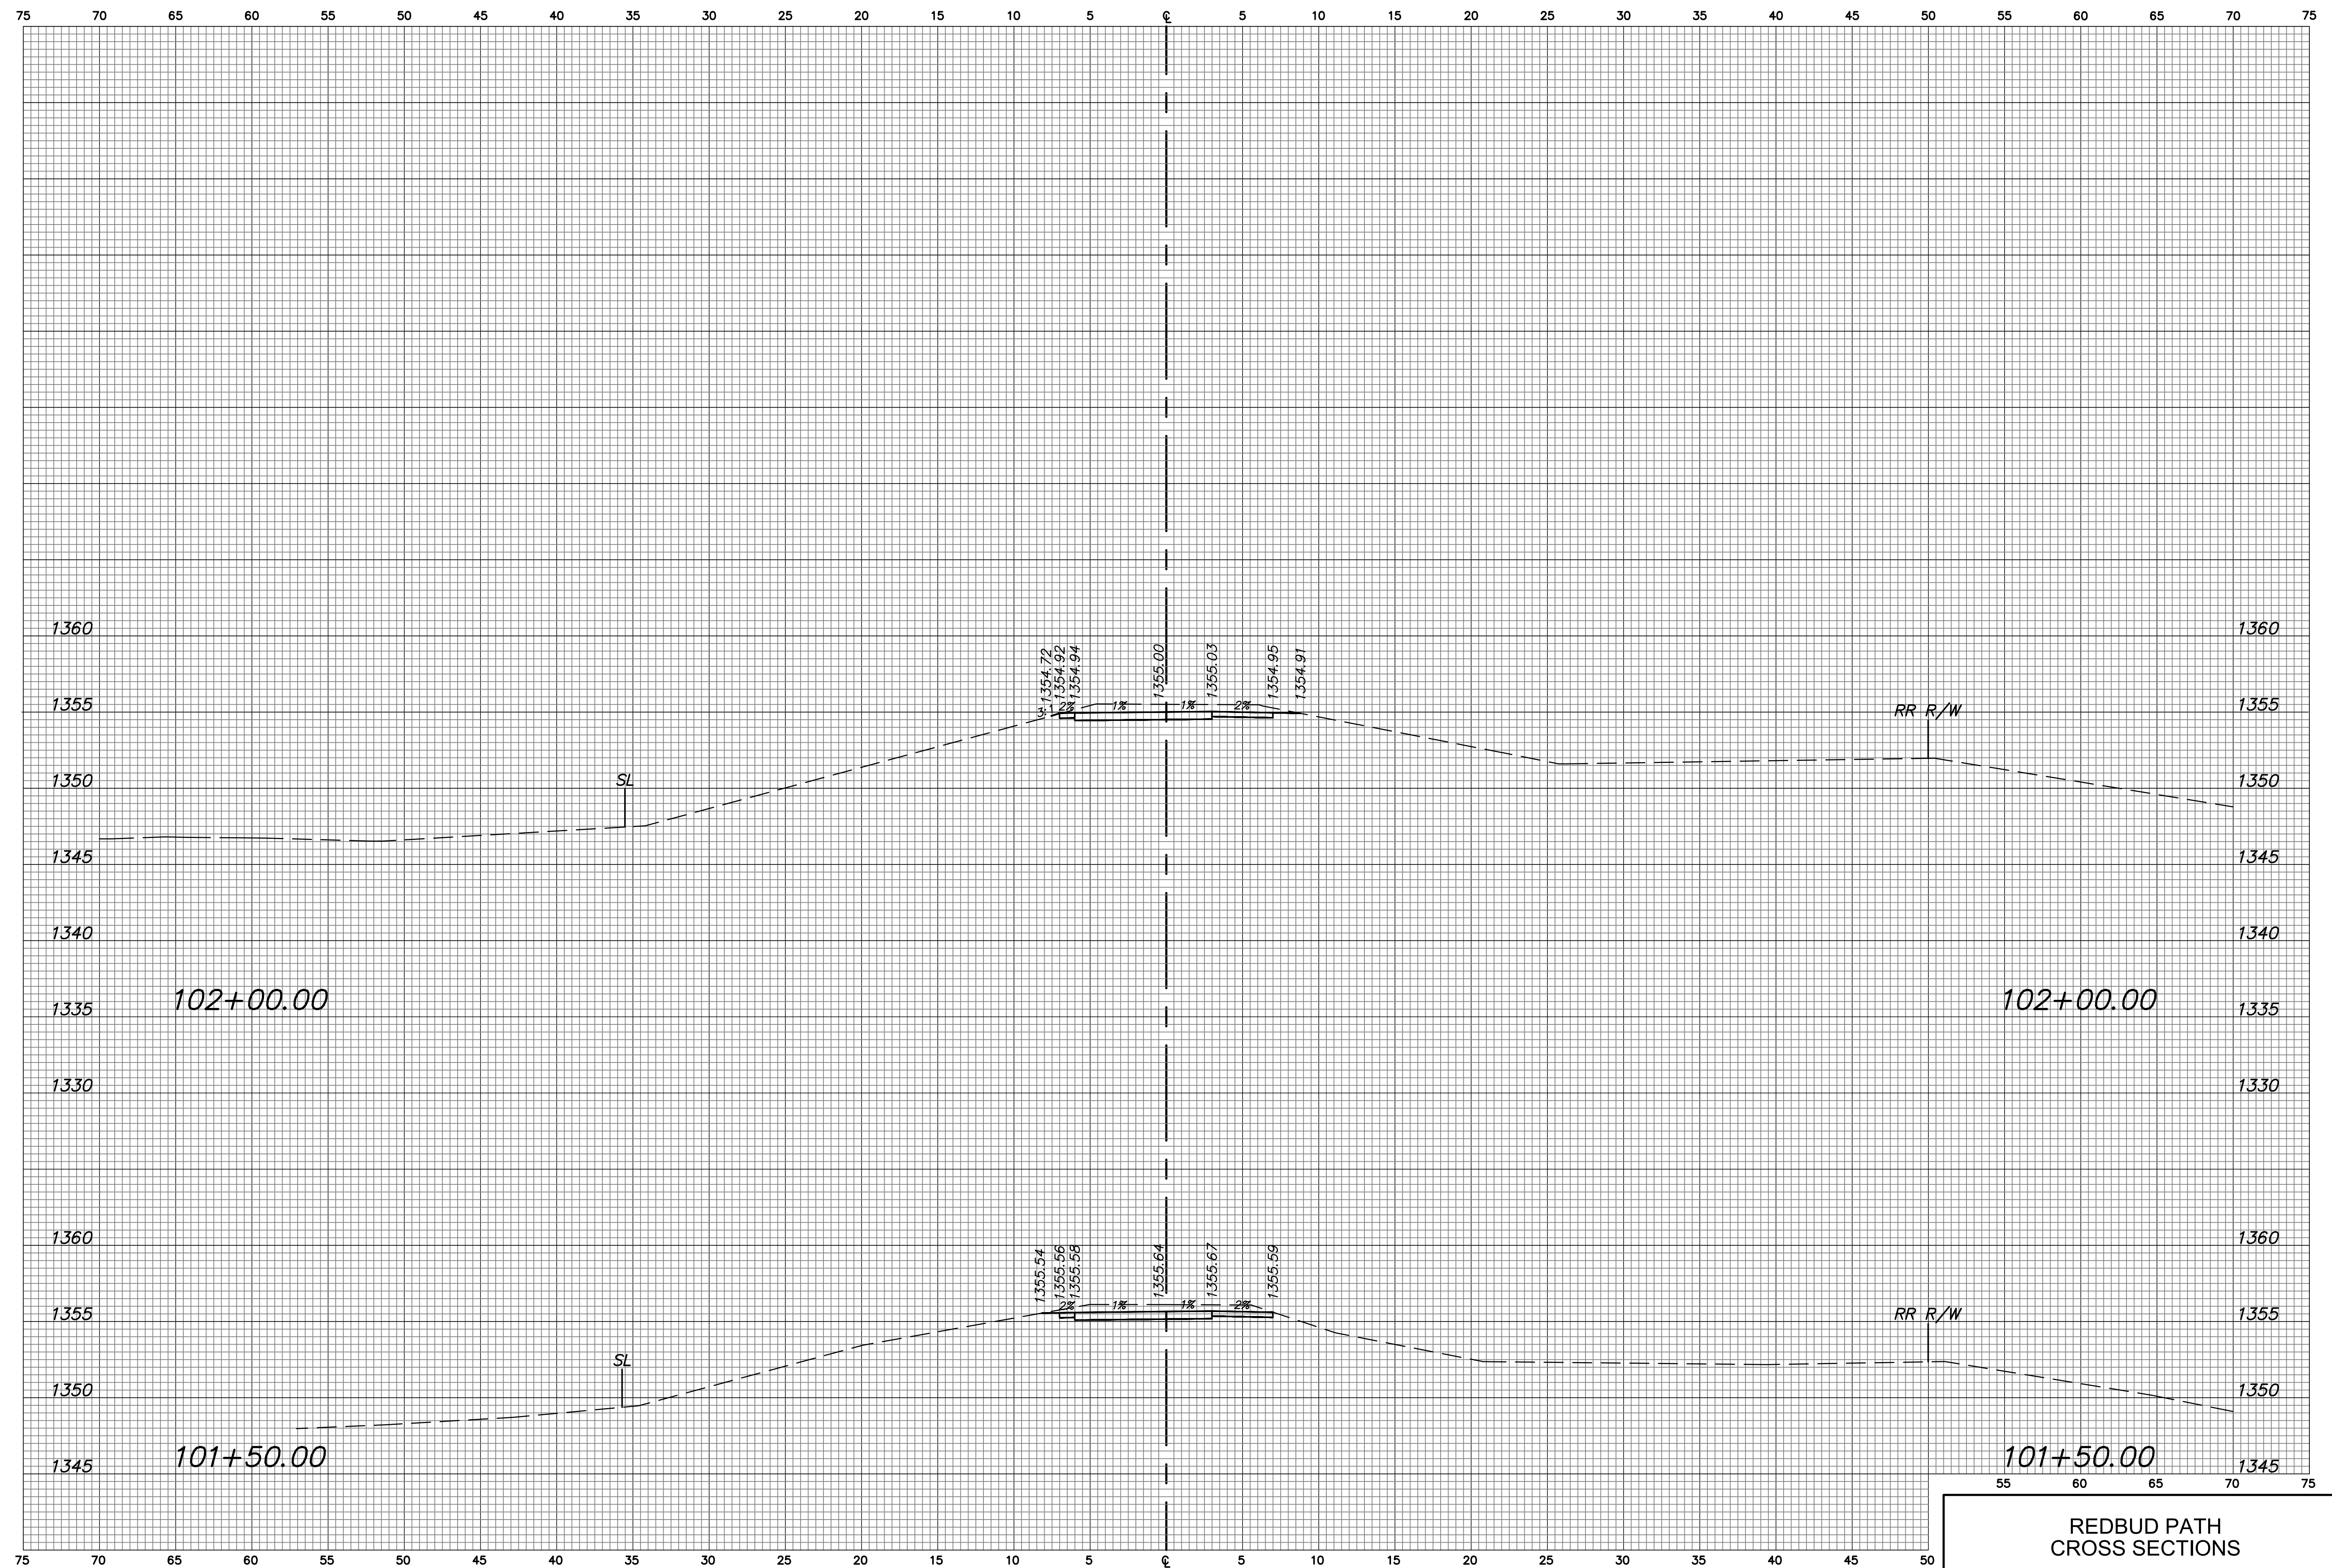 75 70 65 60 55 50 45 40 35 30 25 20 15 10 5 ℄ 5 10 15 20 25 30 35 40 45 50 55 60 65 70 75
1360 1360
1354.72 1354.92 1354.94 1355.00 1355.03 1354.95 1354.91
1355 3:1 2% 1% 1% 2% RR R/W 1355
1350 SL 1350
1345 1345
1340 1340
102+00.00 102+00.00
1335 1335
1330 1330
1360 1360
1355.54 1355.56 1355.58 1355.64 1355.67 1355.59
1355 2% 1% 1% 2% RR R/W 1355
SL
1350 1350
101+50.00 101+50.00
1345 1345
55 60 65 70 75
REDBUD PATH
CROSS SECTIONS
75 70 65 60 55 50 45 40 35 30 25 20 15 10 5 ℄ 5 10 15 20 25 30 35 40 45 50